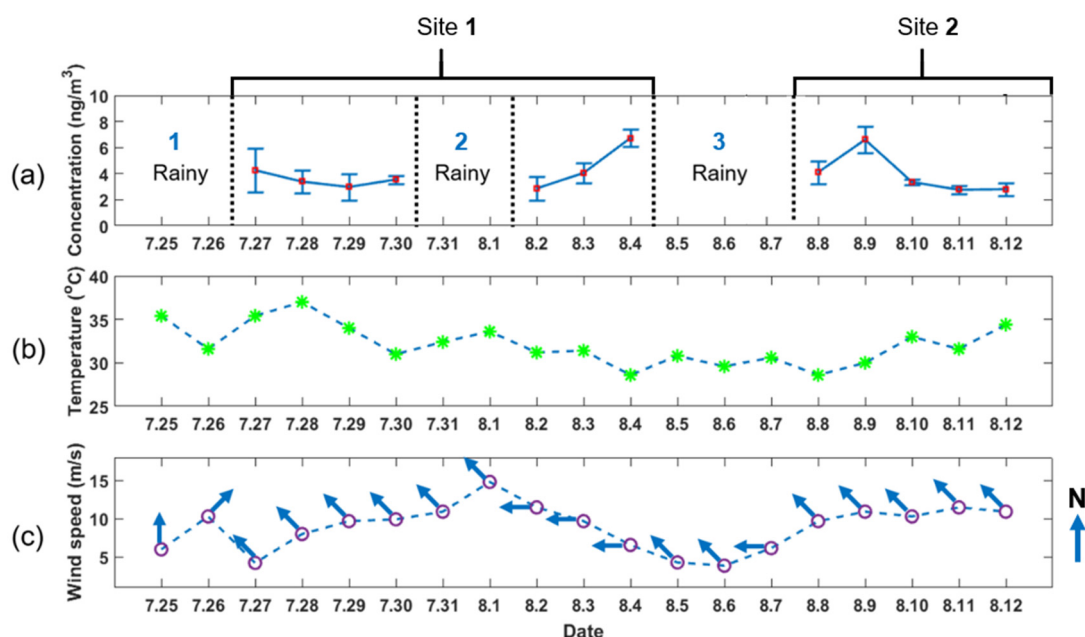 Site 1 Site 2
Concentration (ng/m³)
10
8
6
4
2
0
1 2 3
Rainy Rainy Rainy
(a)
7.25 7.26 7.27 7.28 7.29 7.30 7.31 8.1 8.2 8.3 8.4 8.5 8.6 8.7 8.8 8.9 8.10 8.11 8.12
Temperature (°C)
40
35
30
25
(b)
7.25 7.26 7.27 7.28 7.29 7.30 7.31 8.1 8.2 8.3 8.4 8.5 8.6 8.7 8.8 8.9 8.10 8.11 8.12
Wind speed (m/s)
15
10
5
(c)
N
7.25 7.26 7.27 7.28 7.29 7.30 7.31 8.1 8.2 8.3 8.4 8.5 8.6 8.7 8.8 8.9 8.10 8.11 8.12
Date